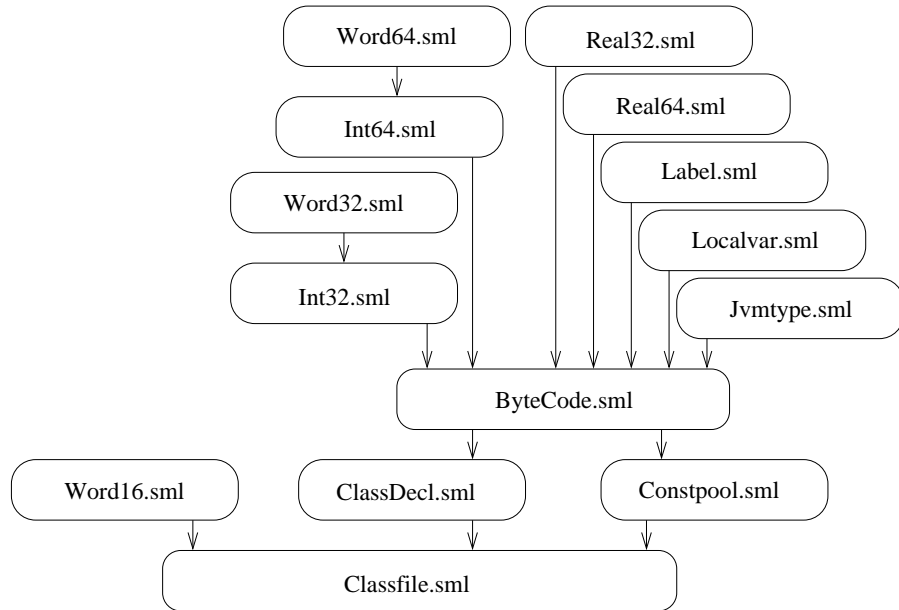 Word64.sml
Real32.sml
Real64.sml
Int64.sml
Label.sml
Word32.sml
Localvar.sml
Int32.sml
Jvmtype.sml
ByteCode.sml
Word16.sml
ClassDecl.sml
Constpool.sml
Classfile.sml